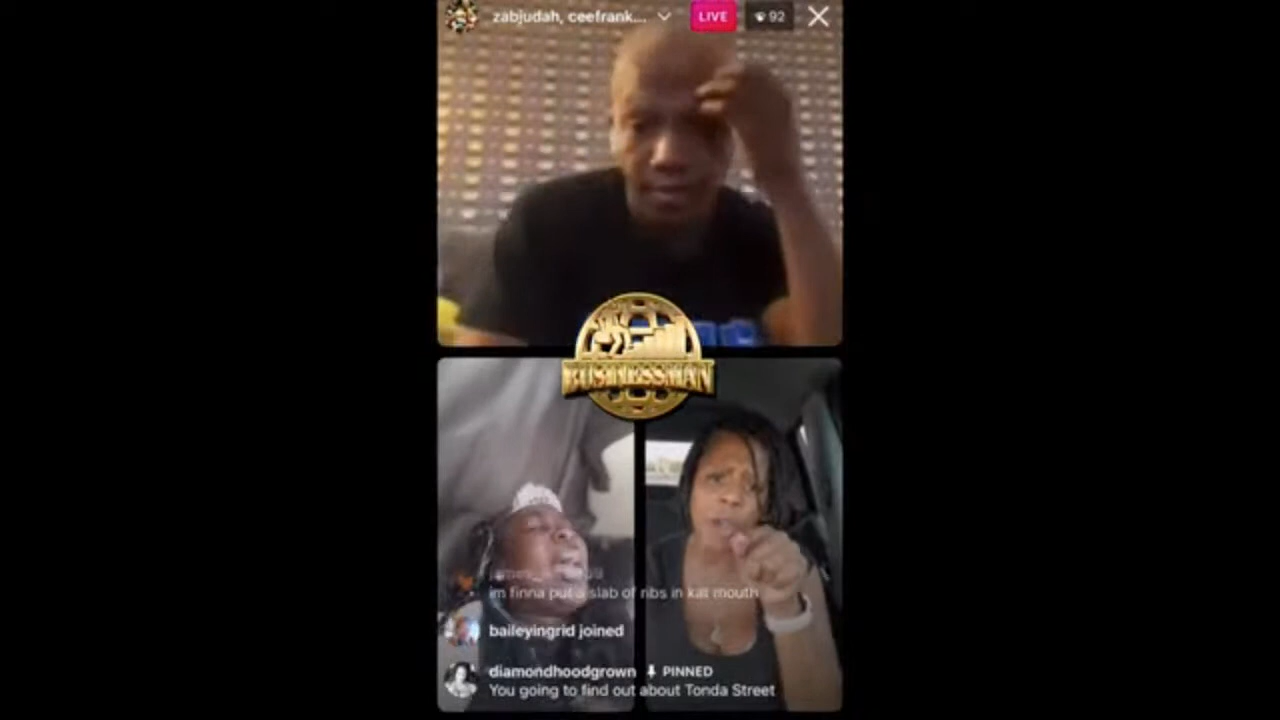 zabjudah, ceefrank...
LIVE
92
BUSINESSMAN
im finna put a slab of ribs in kat mouth
baileyingrid joined
diamondhoodgrown PINNED
You going to find out about Tonda Street